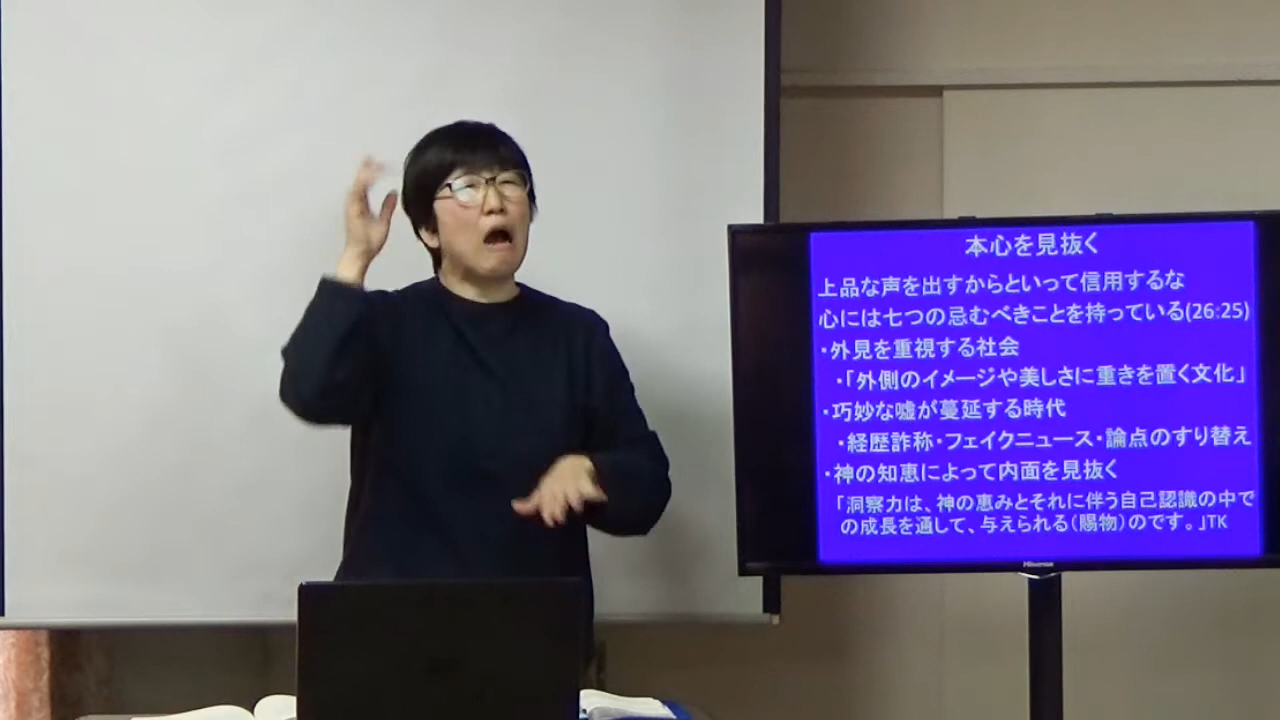 本心を見抜く
上品な声を出すからといって信用するな
心には七つの忌むべきことを持っている(26:25)
・外見を重視する社会
・「外側のイメージや美しさに重きを置く文化」
・巧妙な嘘が蔓延する時代
・経歴詐称・フェイクニュース・論点のすり替え
・神の知恵によって内面を見抜く
「洞察力は、神の恵みとそれに伴う自己認識の中で
の成長を通して、与えられる（賜物）のです。」TK
Hisense